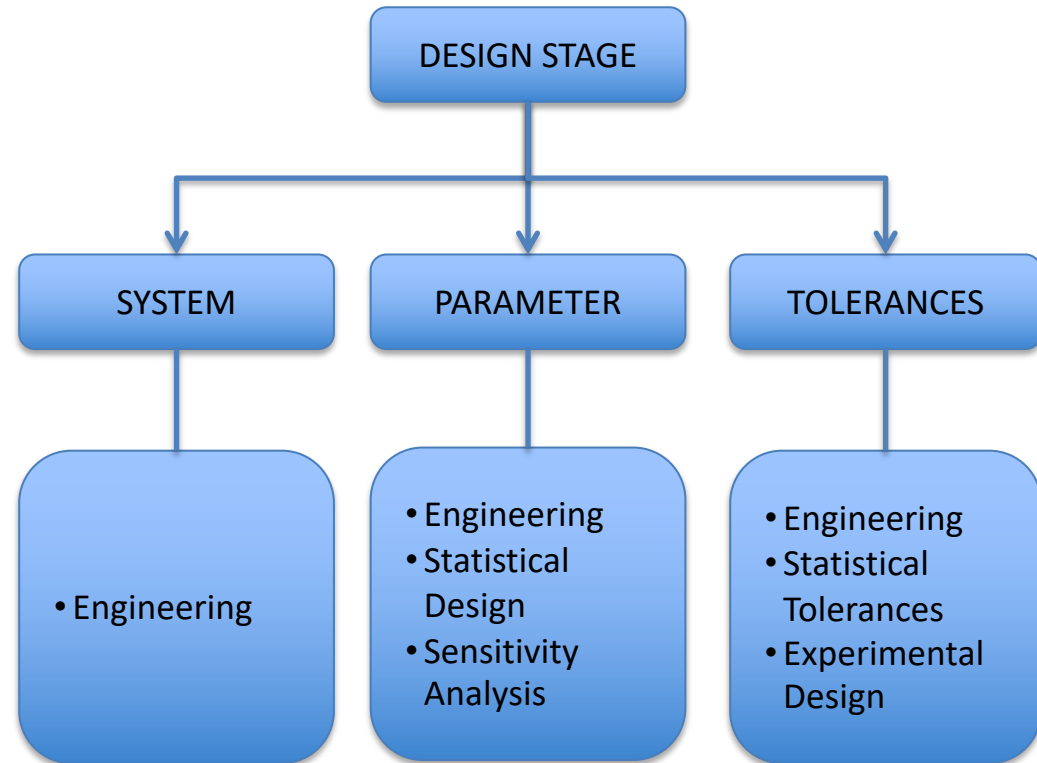 DESIGN STAGE
SYSTEM
PARAMETER
TOLERANCES
• Engineering
• Engineering
• Statistical
Design
• Sensitivity
Analysis
• Engineering
• Statistical
Tolerances
• Experimental
Design